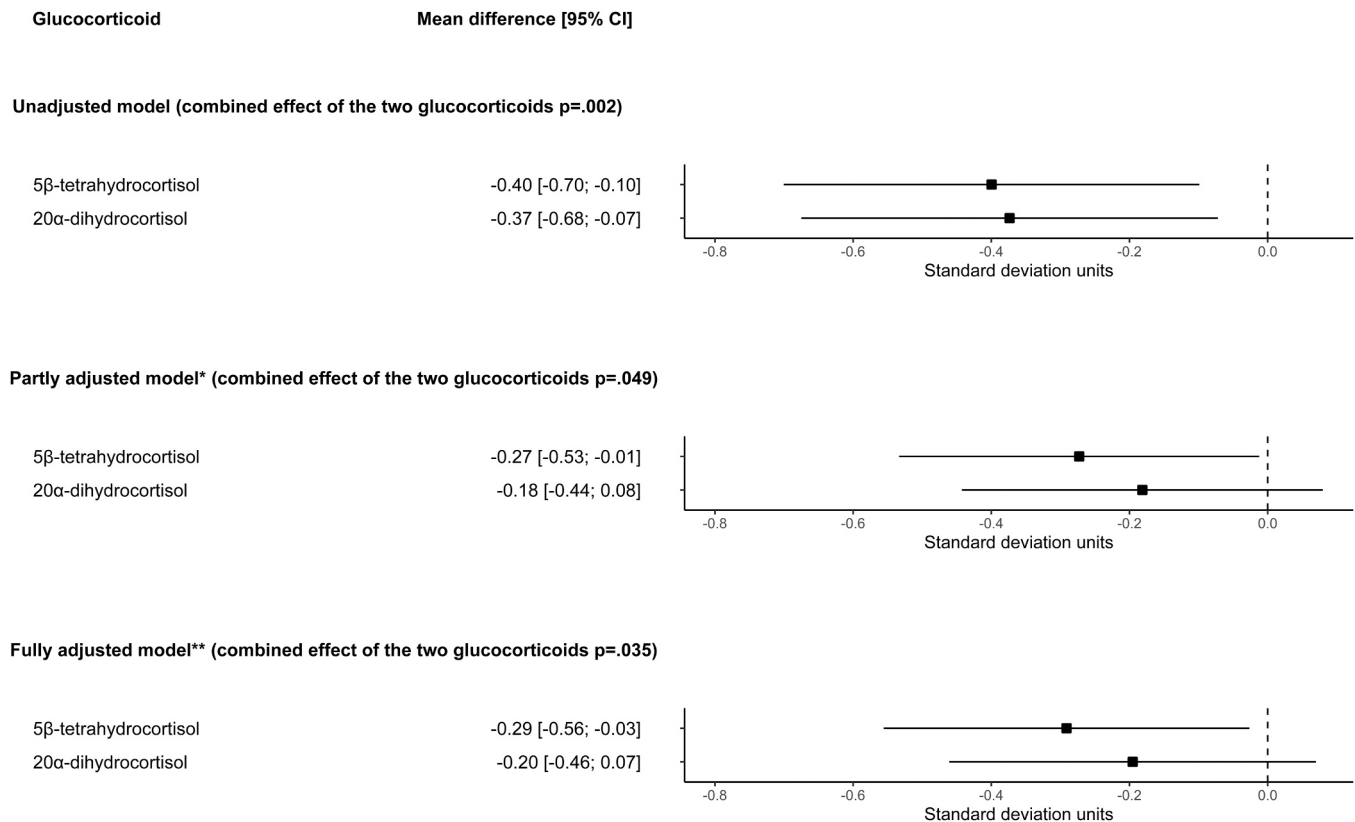 Glucocorticoid Mean difference [95% CI]
Unadjusted model (combined effect of the two glucocorticoids p=.002)
5β-tetrahydrocortisol -0.40 [-0.70; -0.10]
20α-dihydrocortisol -0.37 [-0.68; -0.07]
-0.8 -0.6 -0.4 -0.2 0.0
Standard deviation units
Partly adjusted model* (combined effect of the two glucocorticoids p=.049)
5β-tetrahydrocortisol -0.27 [-0.53; -0.01]
20α-dihydrocortisol -0.18 [-0.44; 0.08]
-0.8 -0.6 -0.4 -0.2 0.0
Standard deviation units
Fully adjusted model** (combined effect of the two glucocorticoids p=.035)
5β-tetrahydrocortisol -0.29 [-0.56; -0.03]
20α-dihydrocortisol -0.20 [-0.46; 0.07]
-0.8 -0.6 -0.4 -0.2 0.0
Standard deviation units